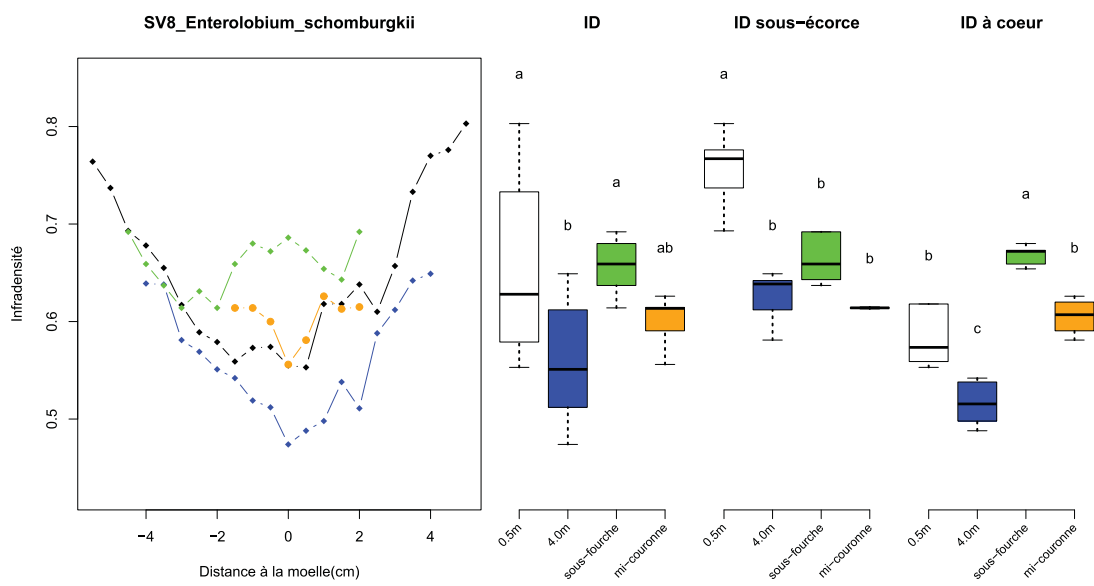 SV8_Enterolobium_schomburgkii
ID
ID sous−écorce
ID à coeur
Infradensité
0.8
0.7
0.6
0.5
−4
−2
0
2
4
Distance à la moelle(cm)
a
b
a
ab
0.5m
4.0m
sous−fourche
mi−couronne
a
b
b
b
0.5m
4.0m
sous−fourche
mi−couronne
b
c
a
b
0.5m
4.0m
sous−fourche
mi−couronne